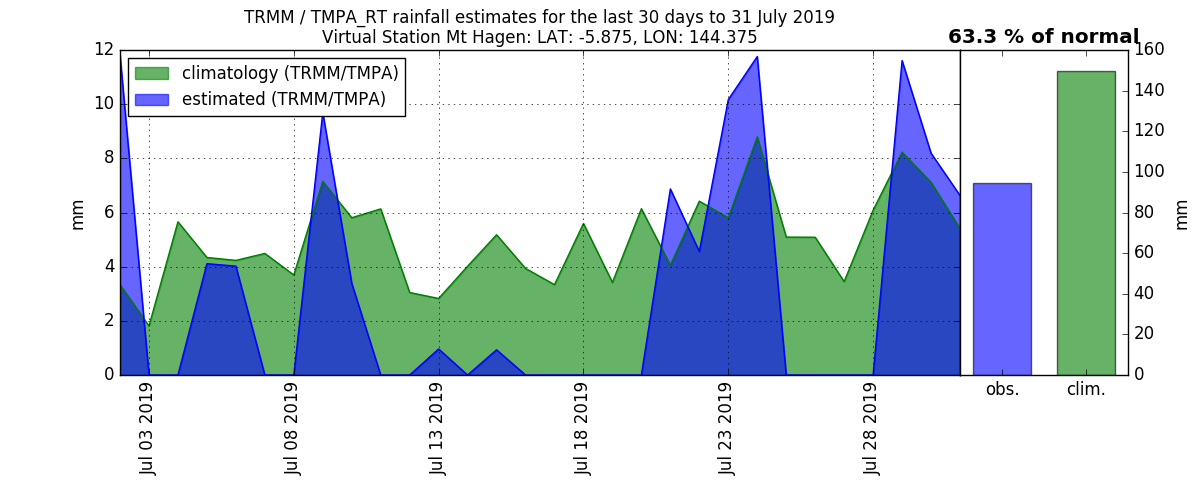 TRMM / TMPA_RT rainfall estimates for the last 30 days to 31 July 2019
Virtual Station Mt Hagen: LAT: -5.875, LON: 144.375
63.3 % of normal
climatology (TRMM/TMPA)
estimated (TRMM/TMPA)
12
10
8
6
4
2
0
mm
Jul 03 2019
Jul 08 2019
Jul 13 2019
Jul 18 2019
Jul 23 2019
Jul 28 2019
160
140
120
100
80
60
40
20
0
mm
obs.
clim.